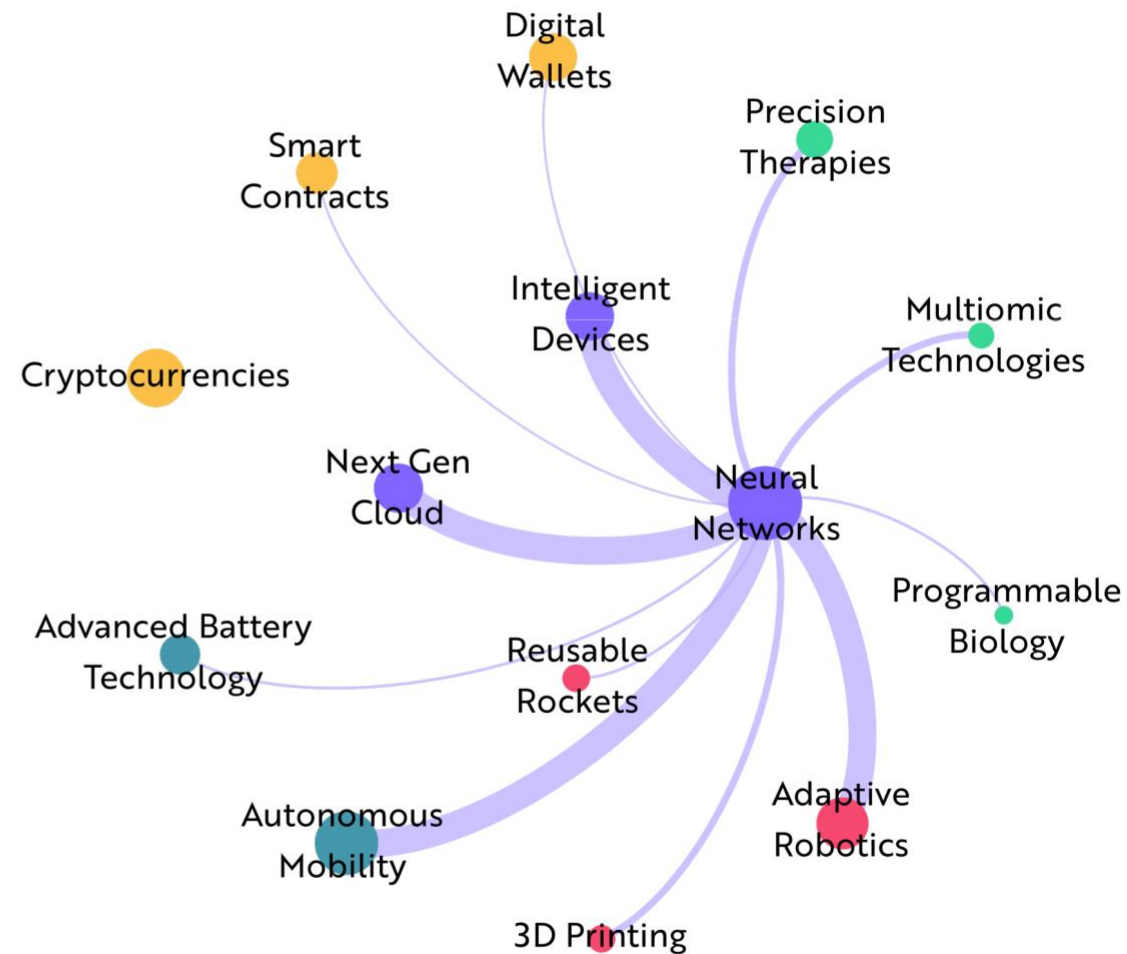 Digital
Wallets
Precision
Therapies
Smart
Contracts
Intelligent
Devices
Multiomic
Technologies
Cryptocurrencies
Next Gen
Cloud
Neural
Networks
Programmable
Biology
Advanced Battery
Technology
Reusable
Rockets
Adaptive
Robotics
Autonomous
Mobility
3D Printing